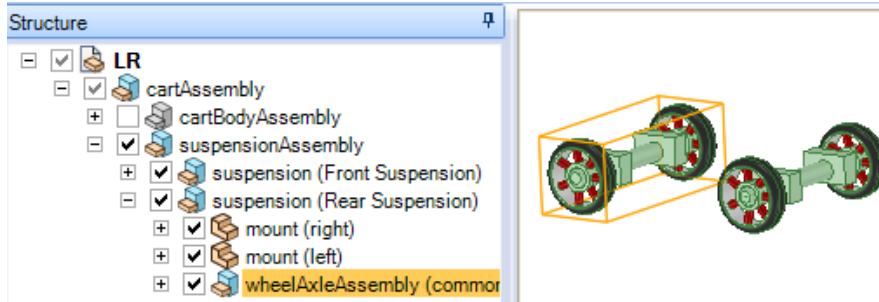 Structure
LR
cartAssembly
cartBodyAssembly
suspensionAssembly
suspension (Front Suspension)
suspension (Rear Suspension)
mount (right)
mount (left)
wheelAxleAssembly (common